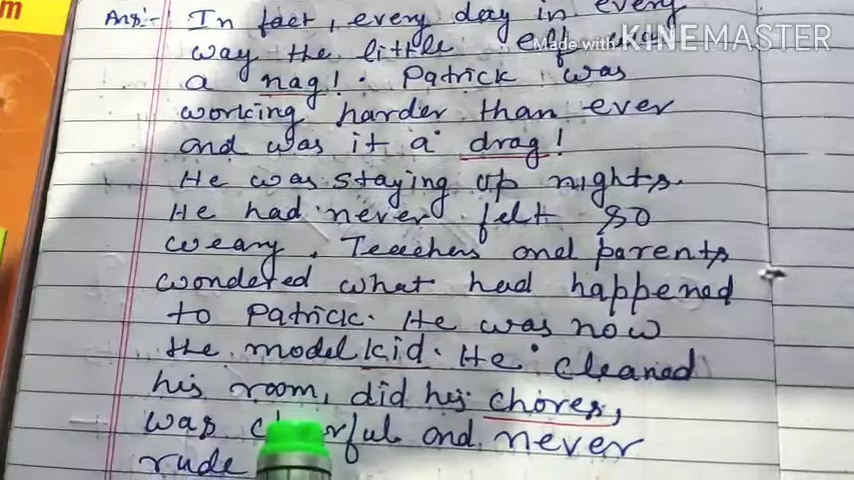 Ans:- In fact, every day in every
way the little elf was
Made with KINEMASTER
a nag! Patrick was
working harder than ever
and was it a drag!
He was staying up nights.
He had never felt so
weary. Teachers and parents
wondered what had happened
to Patrick. He was now
the model kid. He cleaned
his room, did his chores,
was rful and never
rude
m